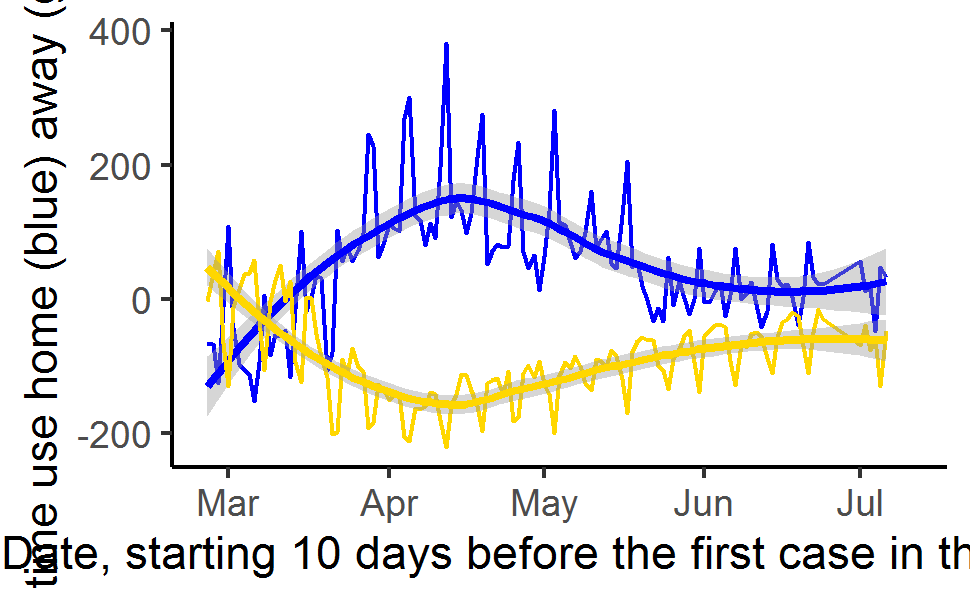 time use home (blue) away (
400
200
0
-200
Mar Apr May Jun Jul
Date, starting 10 days before the first case in th